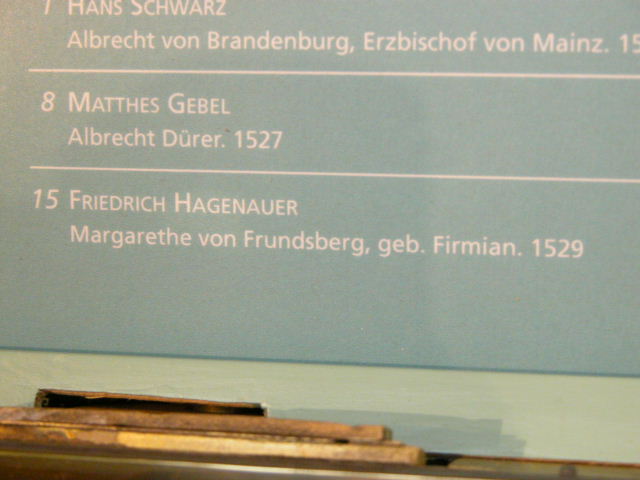 HANS SCHWARZ
Albrecht von Brandenburg, Erzbischof von Mainz.
8 MATTHES GEBEL
Albrecht Dürer. 1527
15 FRIEDRICH HAGENAUER
Margarethe von Frundsberg, geb. Firmian. 1529